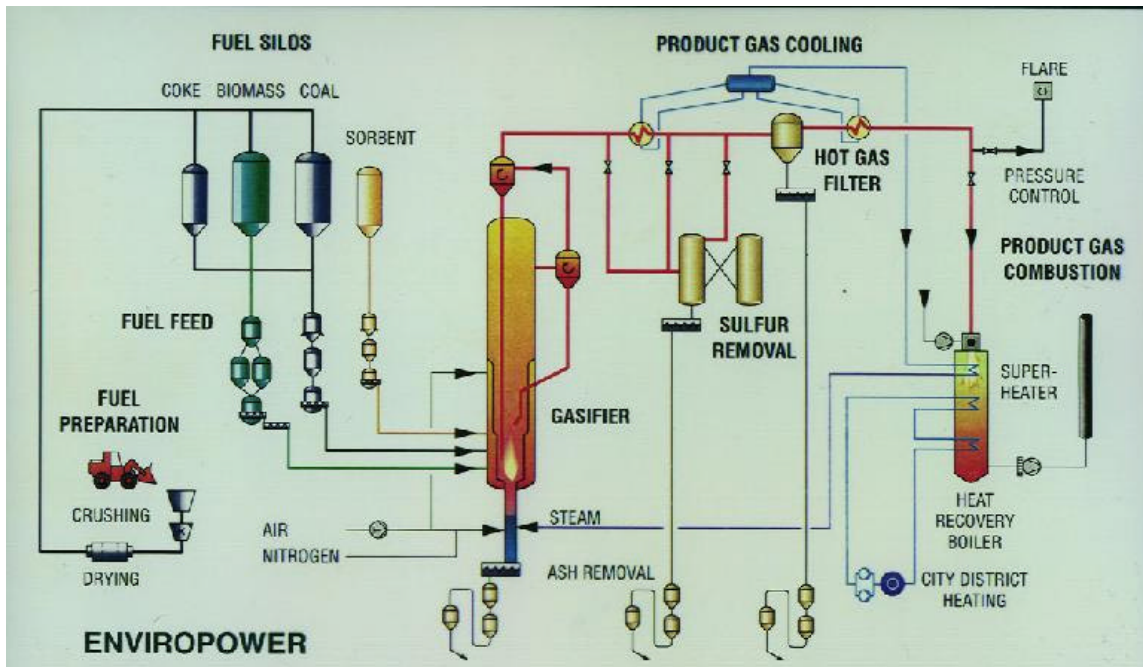 FUEL SILOS
COKE BIOMASS COAL
SORBENT
PRODUCT GAS COOLING
FLARE
HOT GAS
FILTER
PRESSURE
CONTROL
PRODUCT GAS
COMBUSTION
FUEL FEED
SULFUR
REMOVAL
SUPER-
HEATER
FUEL
PREPARATION
GASIFIER
CRUSHING
DRYING
AIR
NITROGEN
STEAM
ASH REMOVAL
HEAT
RECOVERY
BOILER
CITY DISTRICT
HEATING
ENVIROPOWER